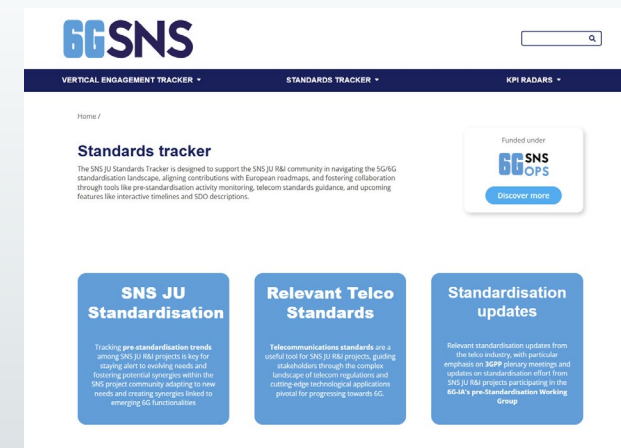 6GSNS
VERTICAL ENGAGEMENT TRACKER
STANDARDS TRACKER
KPI RADARS
Home /
Standards tracker
The SNS JU Standards Tracker is designed to support the SNS JU R&I community in navigating the 5G/6G
standardisation landscape, aligning contributions with European roadmaps, and fostering collaboration
through tools like pre-standardisation activity monitoring, telecom standards guidance, and upcoming
features like interactive timelines and SDO descriptions.
Funded under
6G SNS
OPS
Discover more
SNS JU
Standardisation
Tracking pre-standardisation trends
among SNS JU R&I projects is key for
staying alert to evolving needs and
fostering potential synergies within the
SNS project community adapting to new
needs and creating synergies linked to
emerging 6G functionalities
Relevant Telco
Standards
Telecommunications standards are a
useful tool for SNS JU R&I projects, guiding
stakeholders through the complex
landscape of telecom regulations and
cutting-edge technological applications
pivotal for progressing towards 6G.
Standardisation
updates
Relevant standardisation updates from
the telco industry, with particular
emphasis on 3GPP plenary meetings and
updates on standardisation effort from
SNS JU R&I projects participating in the
6G-IA's pre-Standardisation Working
Group